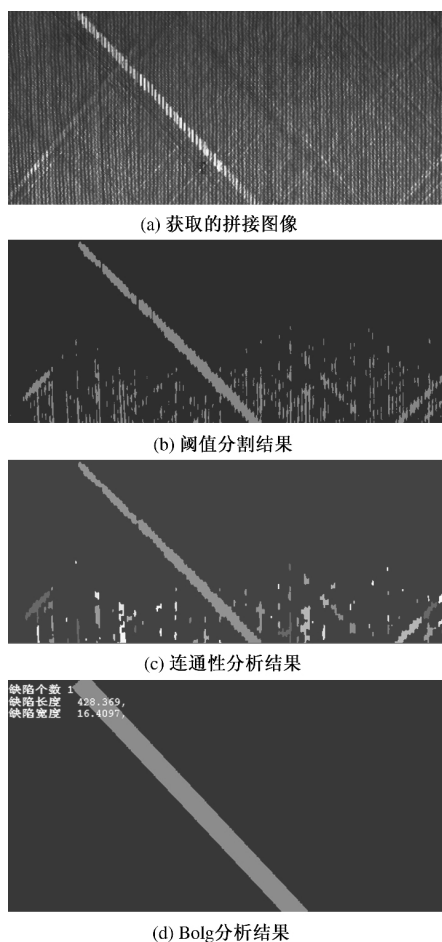 (a) 获取的拼接图像
(b) 阈值分割结果
(c) 连通性分析结果
缺陷个数 1
缺陷长度 428.369,
缺陷宽度 16.4097,
(d) Bolg分析结果